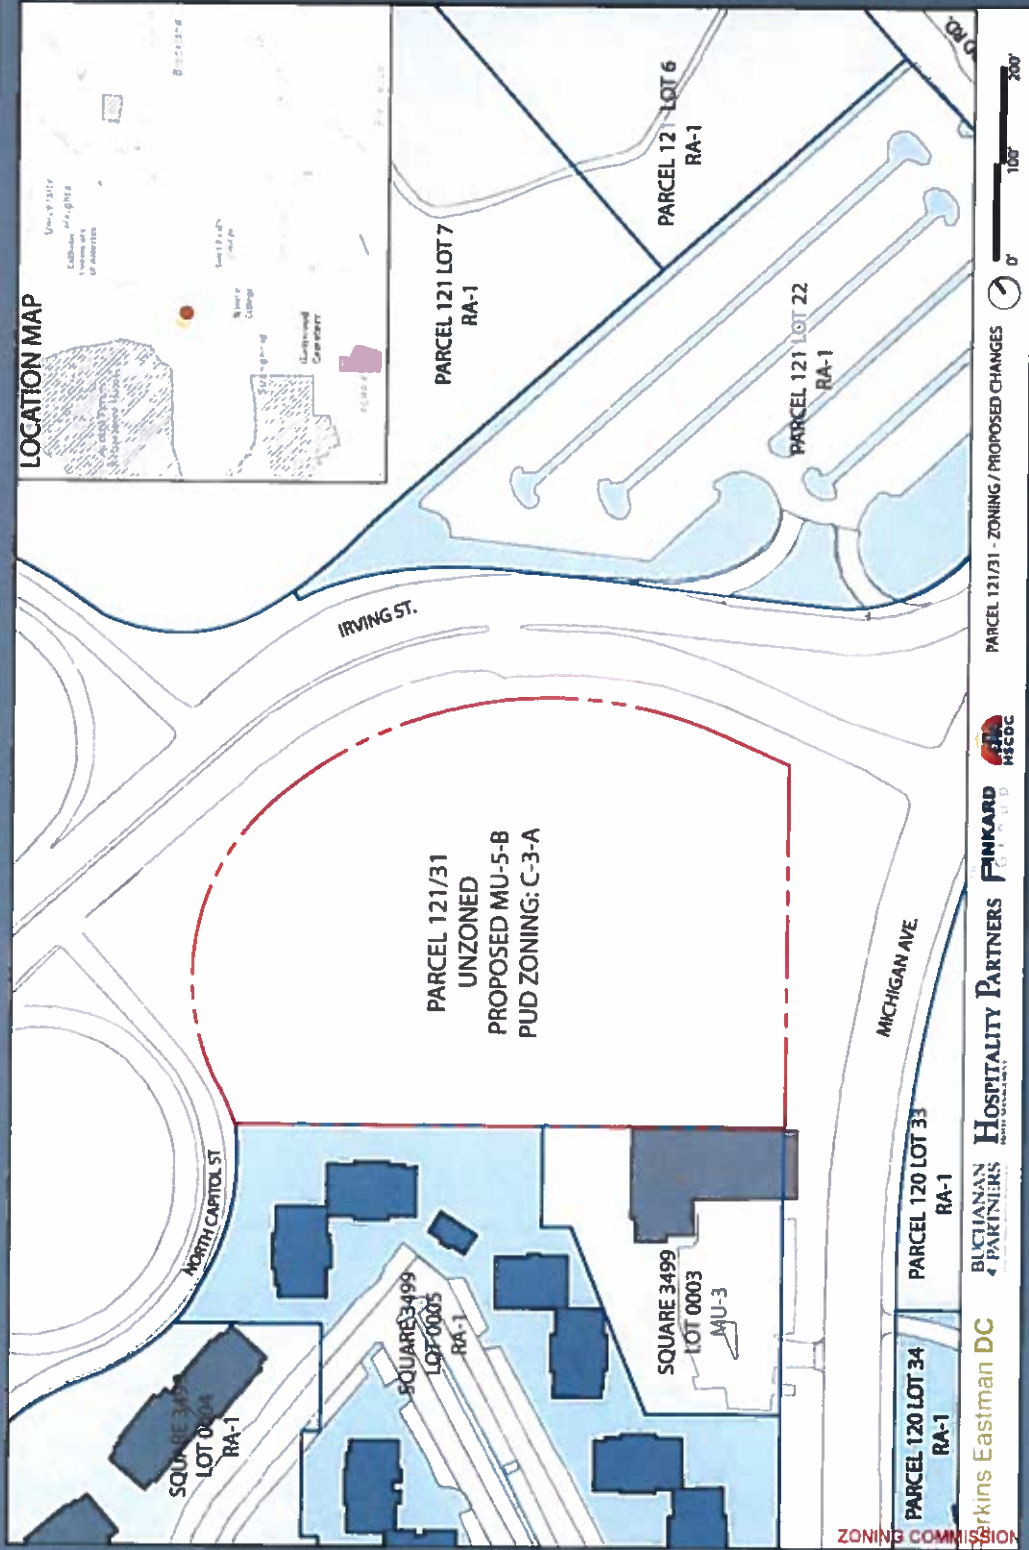 LOCATION MAP
PARCEL 121 LOT 7
RA-1
PARCEL 121 LOT 6
RA-1
PARCEL 121 LOT 22
RA-1
IRVING ST.
PARCEL 121/31
UNZONED
PROPOSED MU-5-B
PUD ZONING: C-3-A
NORTH CAPITOL ST
SQUARE 3499
LOT 0005
RA-1
LOT
RA-1
SQUARE 3499
LOT 0003
MU-3
MICHIGAN AVE.
PARCEL 120 LOT 33
RA-1
PARCEL 120 LOT 34
RA-1
RD.
Eastman DC
BUCHANAN
PARTNERS
HOSPITALITY PARTNERS
PINKARD
GROUP
HSCDC
PARCEL 121/31 - ZONING / PROPOSED CHANGES
0' 100' 200'
ZONING COMMISSION